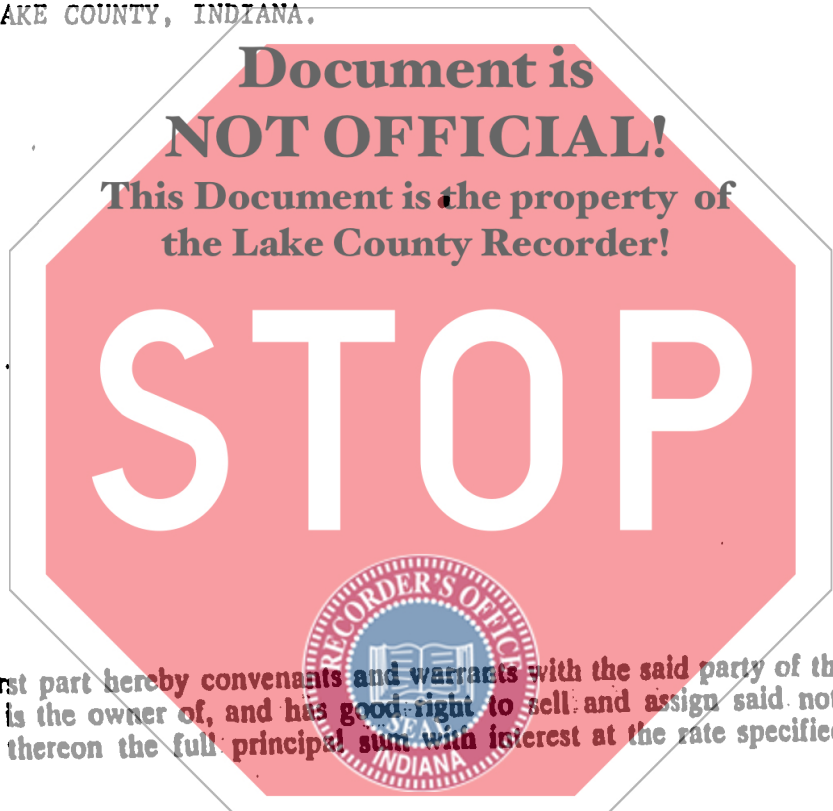 AKE COUNTY, INDIANA.
Document is
NOT OFFICIAL!
This Document is the property of
the Lake County Recorder!
STOP
RECORDER'S OFFICE
SEAL
INDIANA
rst part hereby convenants and warrants with the said party of th
is the owner of, and has good right to sell and assign said not
thereon the full principal sum with interest at the rate specified